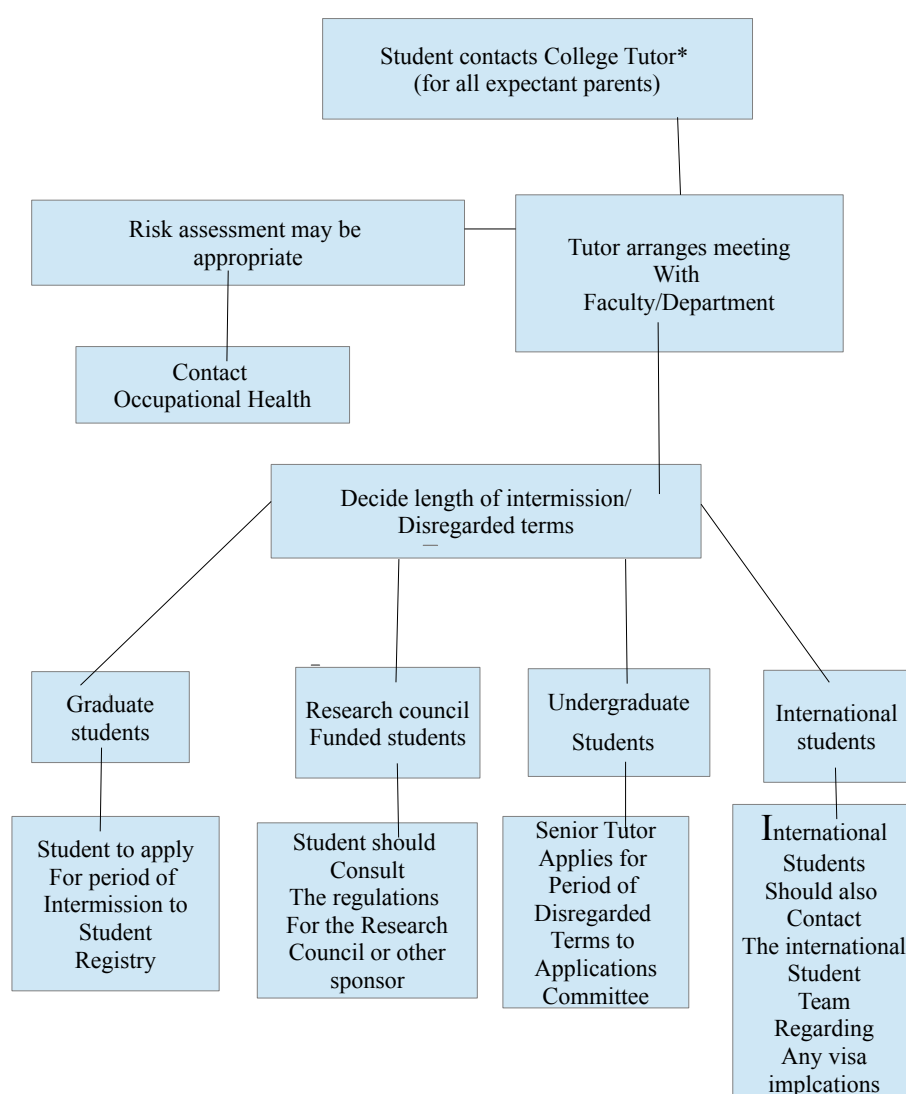 Student contacts College Tutor*
(for all expectant parents)
Risk assessment may be
appropriate
Tutor arranges meeting
With
Faculty/Department
Contact
Occupational Health
Decide length of intermission/
Disregarded terms
Graduate
students
Research council
Funded students
Undergraduate
Students
International
students
Student to apply
For period of
Intermission to
Student
Registry
Student should
Consult
The regulations
For the Research
Council or other
sponsor
Senior Tutor
Applies for
Period of
Disregarded
Terms to
Applications
Committee
International
Students
Should also
Contact
The international
Student
Team
Regarding
Any visa
implcations